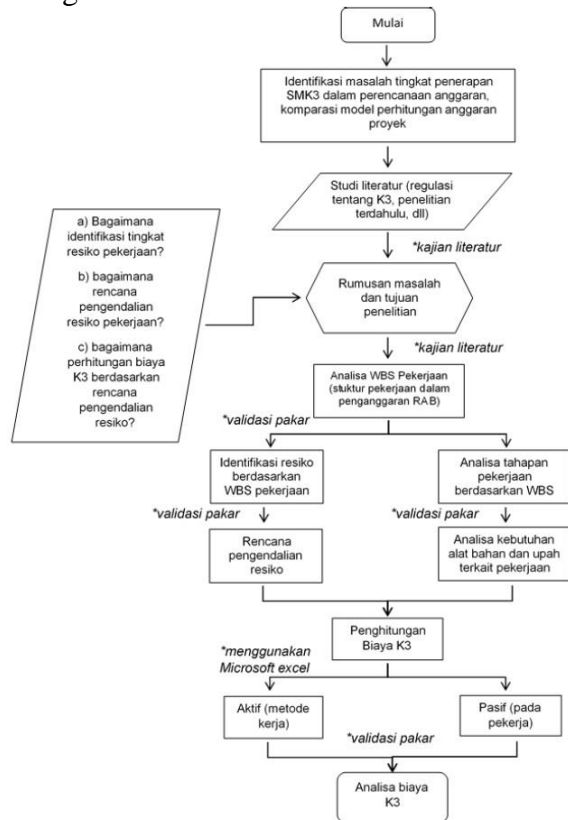 Mulai
Identifikasi masalah tingkat penerapan
SMK3 dalam perencanaan anggaran,
komparasi model perhitungan anggaran
proyek
Studi literatur (regulasi
tentang K3, penelitian
terdahulu, dll)
*kajian literatur
a) Bagaimana
identifikasi tingkat
resiko pekerjaan?
b) bagaimana
rencana
pengendalian
resiko pekerjaan?
c) bagaimana
perhitungan biaya
K3 berdasarkan
rencana
pengendalian
resiko?
Rumusan masalah
dan tujuan
penelitian
*kajian literatur
Analisa WBS Pekerjaan
(stuktur pekerjaan dalam
penganggaran RAB)
*validasi pakar
Identifikasi resiko
berdasarkan
WBS pekerjaan
Analisa tahapan
pekerjaan
berdasarkan WBS
*validasi pakar
*validasi pakar
Rencana
pengendalian
resiko
Analisa kebutuhan
alat bahan dan upah
terkait pekerjaan
Penghitungan
Biaya K3
*menggunakan
Microsoft excel
Aktif (metode
kerja)
Pasif (pada
pekerja)
*validasi pakar
Analisa biaya
K3